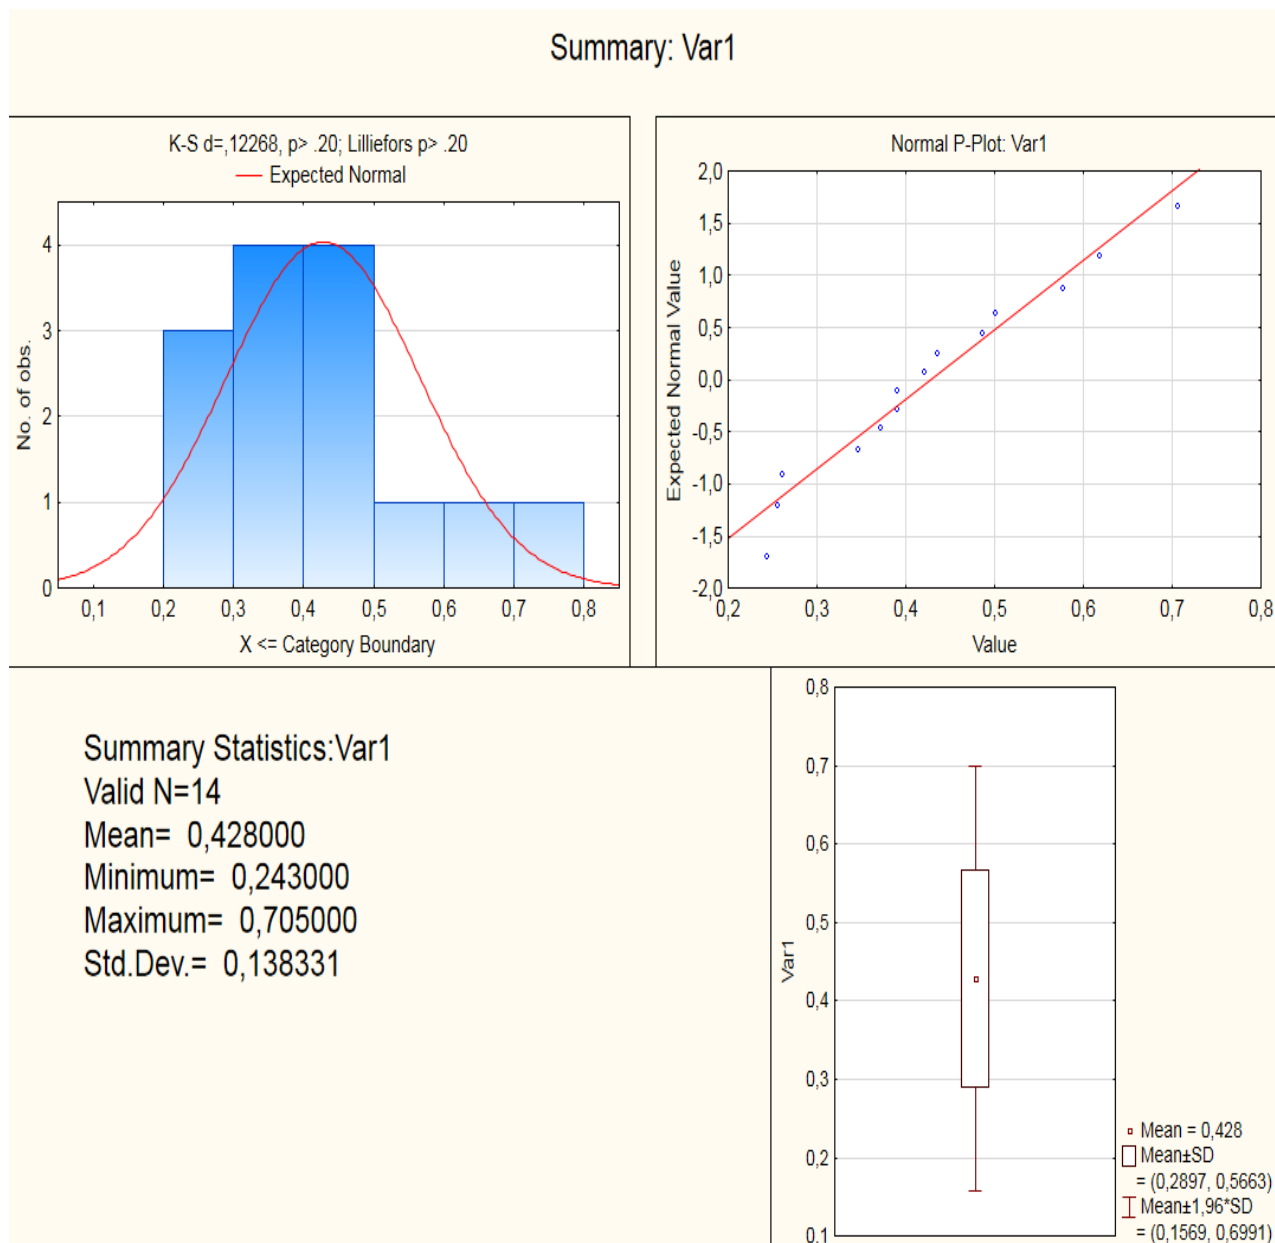 Summary: Var1
K-S d=,12268, p> .20; Lilliefors p> .20
Expected Normal
No. of obs.
4
3
2
1
0
0,1 0,2 0,3 0,4 0,5 0,6 0,7 0,8
X <= Category Boundary
Normal P-Plot: Var1
Expected Normal Value
2,0
1,5
1,0
0,5
0,0
-0,5
-1,0
-1,5
-2,0
0,2 0,3 0,4 0,5 0,6 0,7 0,8
Value
Summary Statistics:Var1
Valid N=14
Mean= 0,428000
Minimum= 0,243000
Maximum= 0,705000
Std.Dev.= 0,138331
Var1
0,8
0,7
0,6
0,5
0,4
0,3
0,2
0,1
Mean = 0,428
Mean±SD
= (0,2897, 0,5663)
Mean±1,96*SD
= (0,1569, 0,6991)